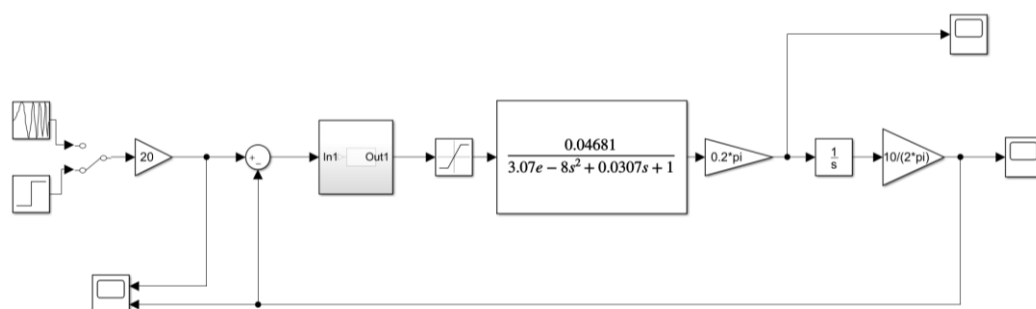 20
+
−
In1
Out1
0.04681
3.07e − 8s² + 0.0307s + 1
0.2*pi
1
s
10/(2*pi)